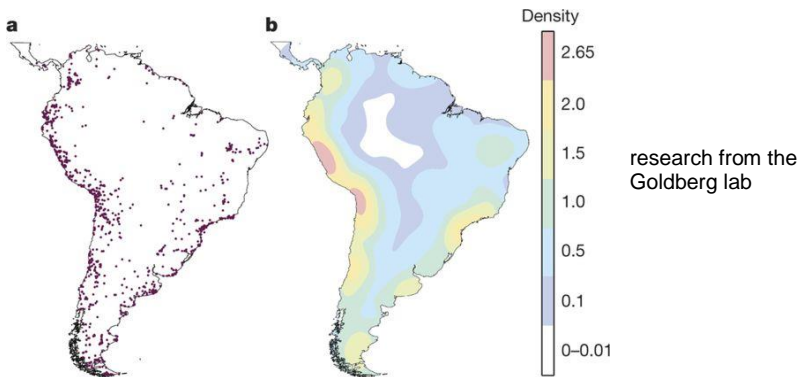 a
b
Density
2.65
2.0
1.5
1.0
0.5
0.1
0–0.01
research from the
Goldberg lab